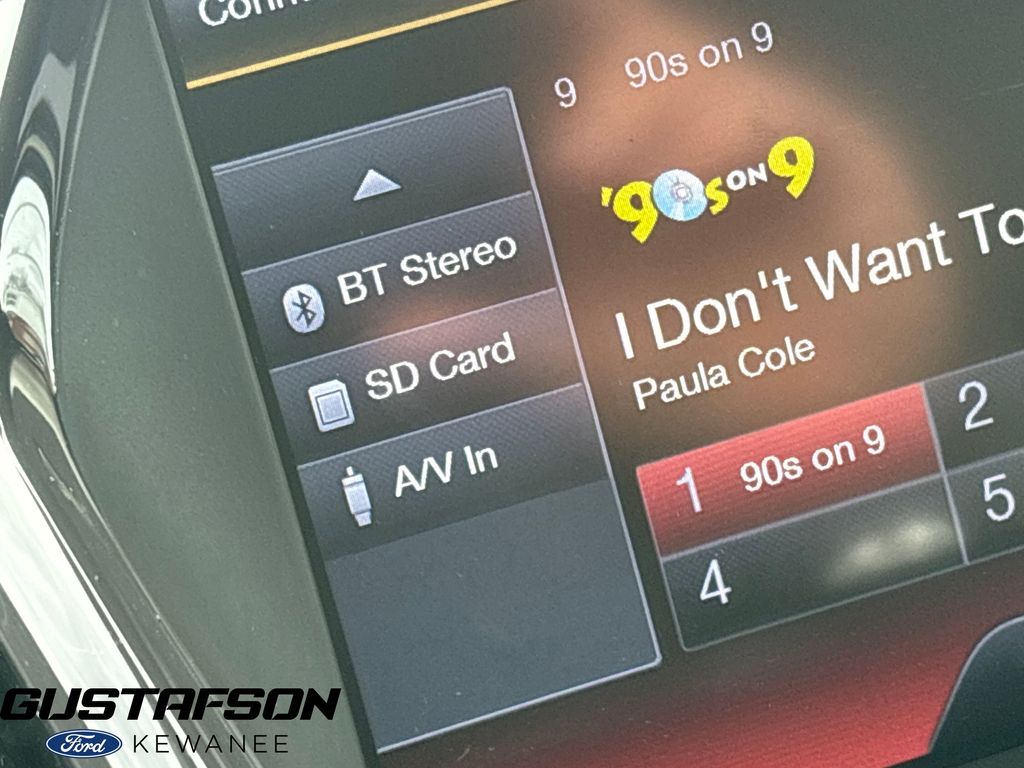 9 90s on 9
'90s ON 9
BT Stereo
SD Card
A/V In
I Don't Want To
Paula Cole
1 90s on 9
2
4
5
GUSTAFSON
Ford KEWANEE